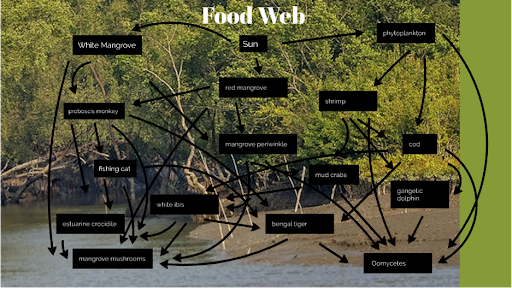 Food Web
White Mangrove
Sun
phytoplankton
red mangrove
shrimp
proboscis monkey
mangrove periwinkle
cod
fishing cat
mud crabs
gangelic
dolphin
white ibis
estuarine crocidile
bengal tiger
mangrove mushrooms
Oomycetes